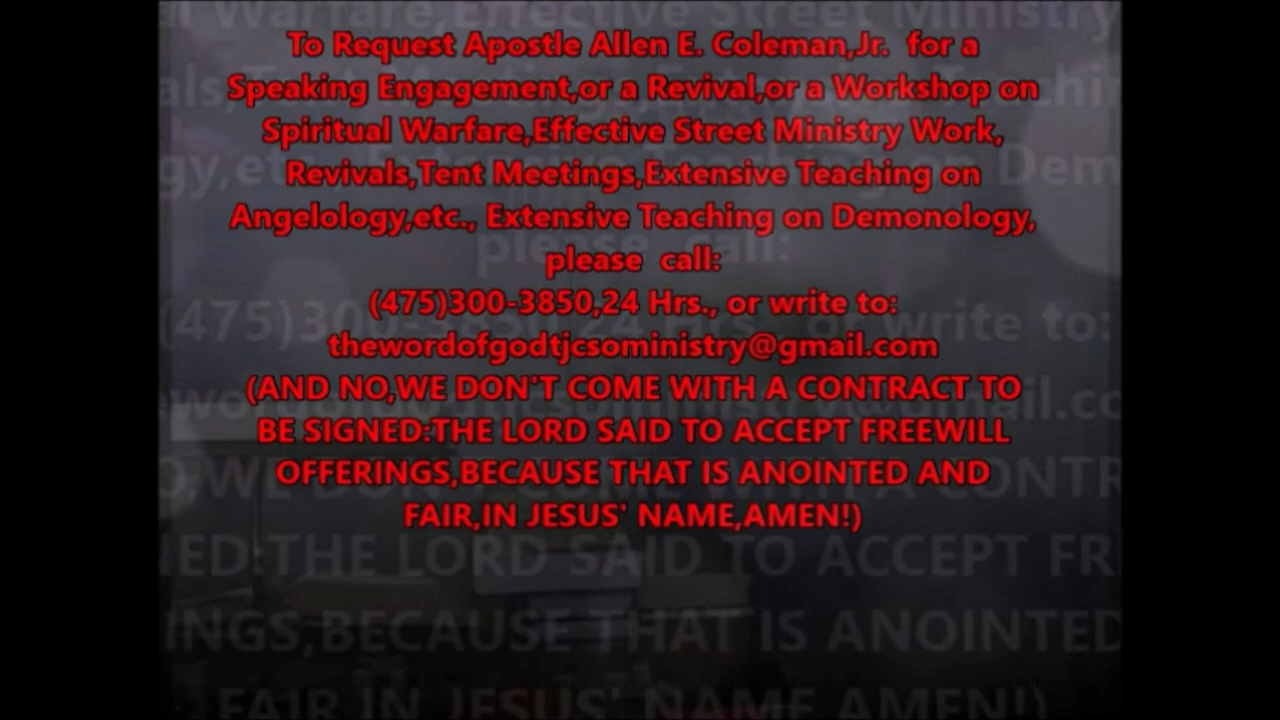 To Request Apostle Allen E. Coleman,Jr.  for a
Speaking Engagement,or a Revival,or a Workshop on
Spiritual Warfare,Effective Street Ministry Work,
Revivals,Tent Meetings,Extensive Teaching on
Angelology,etc., Extensive Teaching on Demonology,
please  call:
(475)300-3850,24 Hrs., or write to:
thewordofgodtjcsoministry@gmail.com
(AND NO,WE DON'T COME WITH A CONTRACT TO
BE SIGNED:THE LORD SAID TO ACCEPT FREEWILL
OFFERINGS,BECAUSE THAT IS ANOINTED AND
FAIR,IN JESUS' NAME,AMEN!)